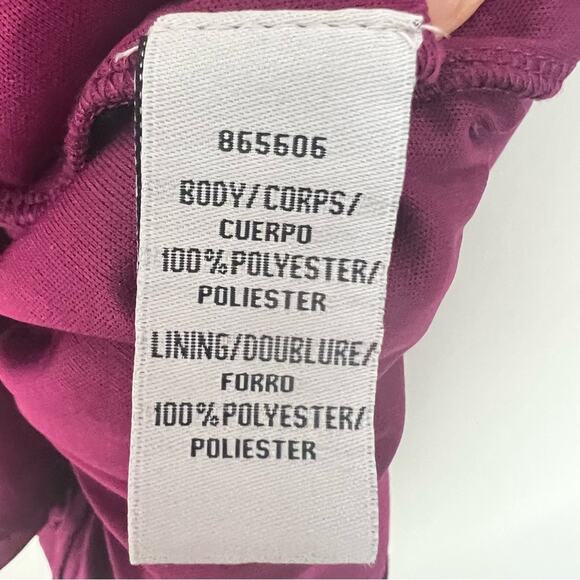 865606
BODY/CORPS/
CUERPO
100%POLYESTER/
POLIESTER
LINING/DOUBLURE/
FORRO
100%POLYESTER/
POLIESTER